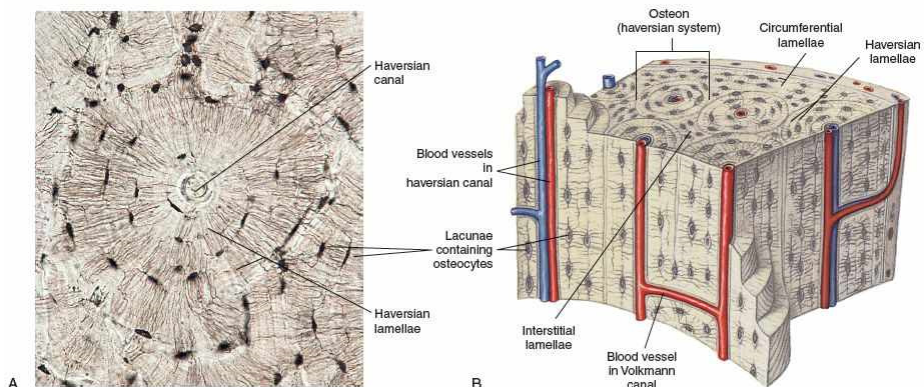 Haversian
canal
Blood vessels
in
haversian canal
Lacunae
containing
osteocytes
Haversian
lamellae
A
Osteon
(haversian system)
Circumferential
lamellae
Haversian
lamellae
Interstitial
lamellae
Blood vessel
in Volkmann
canal
B